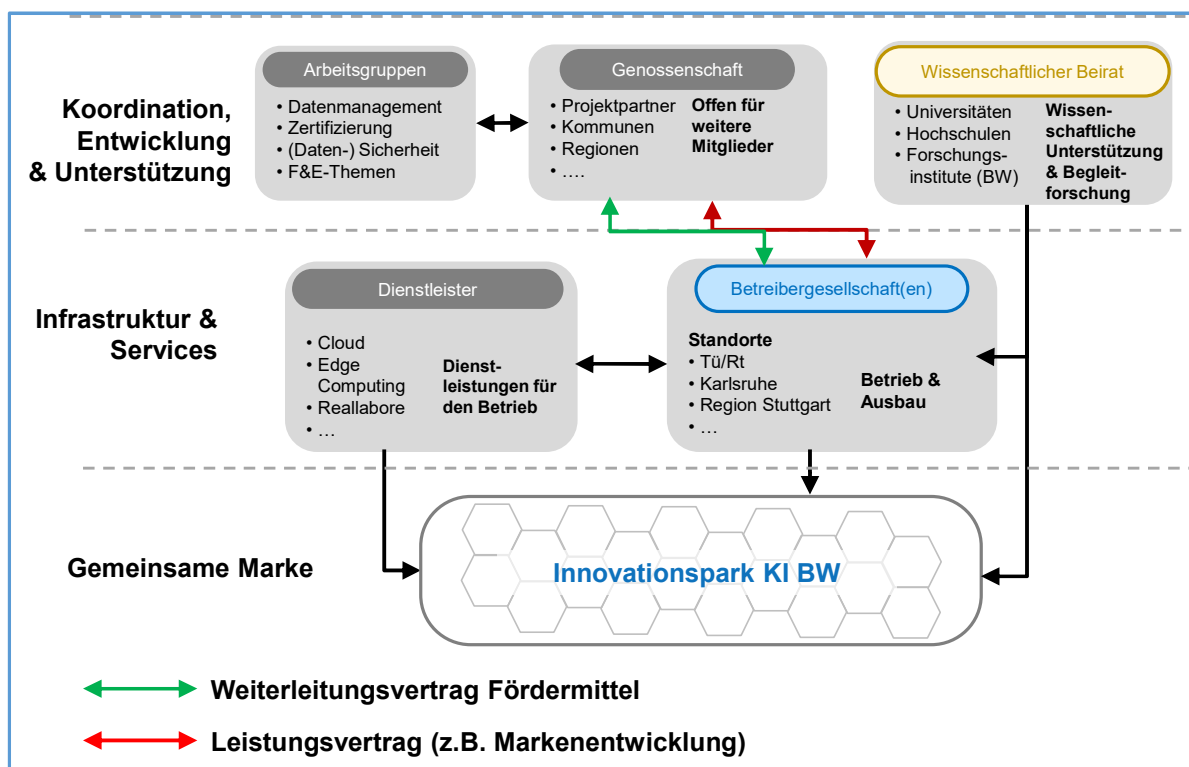 Koordination,
Entwicklung
& Unterstützung
Arbeitsgruppen
• Datenmanagement
• Zertifizierung
• (Daten-) Sicherheit
• F&E-Themen
Genossenschaft
• Projektpartner
• Kommunen
• Regionen
• ….
Offen für
weitere
Mitglieder
Wissenschaftlicher Beirat
• Universitäten
• Hochschulen
• Forschungs-
institute (BW)
Wissen-
schaftliche
Unterstützung
& Begleit-
forschung
Infrastruktur &
Services
Dienstleister
• Cloud
• Edge
Computing
• Reallabore
• …
Dienst-
leistungen für
den Betrieb
Betreibergesellschaft(en)
Standorte
• Tü/Rt
• Karlsruhe
• Region Stuttgart
• …
Betrieb &
Ausbau
Gemeinsame Marke
Innovationspark KI BW
Weiterleitungsvertrag Fördermittel
Leistungsvertrag (z.B. Markenentwicklung)